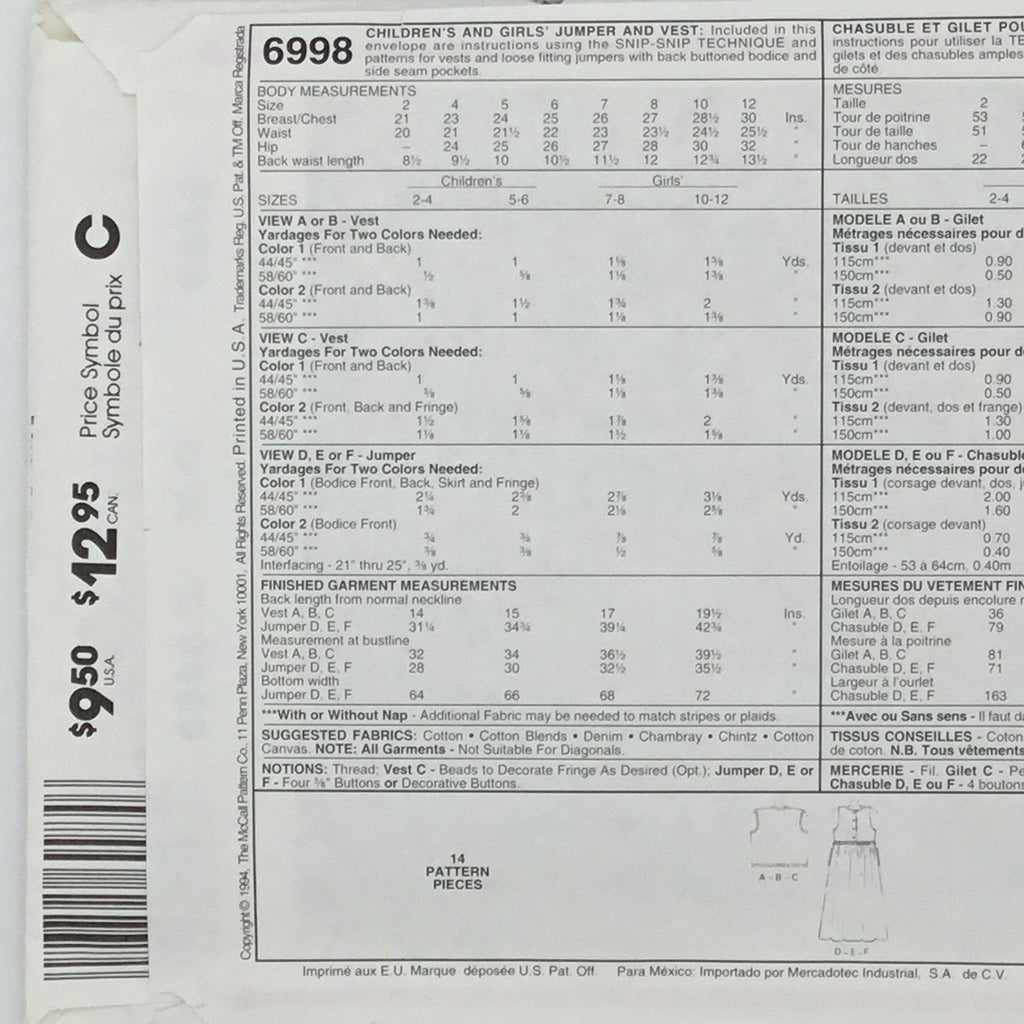 6998
CHILDREN'S AND GIRLS' JUMPER AND VEST: Included in this
envelope are instructions using the SNIP-SNIP TECHNIQUE and
patterns for vests and loose fitting jumpers with back buttoned bodice and
side seam pockets.
BODY MEASUREMENTS
Size 2 4 5 6 7 8 10 12
Breast/Chest 21 23 24 25 26 27 28½ 30 Ins.
Waist 20 21 21½ 22 23 23½ 24½ 25½ "
Hip – 24 25 26 27 28 30 32 "
Back waist length 8½ 9½ 10 10½ 11½ 12 12¾ 13½ "
Children's Girls'
SIZES 2-4 5-6 7-8 10-12
VIEW A or B - Vest
Yardages For Two Colors Needed:
Color 1 (Front and Back)
44/45" *** 1 1 1⅛ 1⅜ Yds.
58/60" *** ½ ⅝ 1⅛ 1⅜ "
Color 2 (Front and Back)
44/45" *** 1⅜ 1½ 1¾ 2 "
58/60" *** 1 1 1⅛ 1⅜ "
VIEW C - Vest
Yardages For Two Colors Needed:
Color 1 (Front and Back)
44/45" *** 1 1 1⅛ 1⅜ Yds.
58/60" *** ⅝ ⅝ 1⅛ 1⅜ "
Color 2 (Front, Back and Fringe)
44/45" *** 1½ 1⅝ 1⅞ 2 "
58/60" *** 1⅛ 1⅛ 1½ 1⅝ "
VIEW D, E or F - Jumper
Yardages For Two Colors Needed:
Color 1 (Bodice Front, Back, Skirt and Fringe)
44/45" *** 2¼ 2⅜ 2⅞ 3⅛ Yds.
58/60" *** 1¾ 2 2⅛ 2⅝ "
Color 2 (Bodice Front)
44/45" *** ¾ ¾ ⅞ ⅞ Yd.
58/60" *** ⅜ ⅜ ½ ⅝ "
Interfacing - 21" thru 25", ⅜ yd.
FINISHED GARMENT MEASUREMENTS
Back length from normal neckline
Vest A, B, C 14 15 17 19½ Ins.
Jumper D, E, F 31¼ 34¾ 39¼ 42¾ "
Measurement at bustline
Vest A, B, C 32 34 36½ 39½ "
Jumper D, E, F 28 30 32½ 35½ "
Bottom width
Jumper D, E, F 64 66 68 72 "
***With or Without Nap - Additional Fabric may be needed to match stripes or plaids.
SUGGESTED FABRICS: Cotton • Cotton Blends • Denim • Chambray • Chintz • Cotton
Canvas. NOTE: All Garments - Not Suitable For Diagonals.
NOTIONS: Thread; Vest C - Beads to Decorate Fringe As Desired (Opt.); Jumper D, E or
F - Four ⅝" Buttons or Decorative Buttons.
14
PATTERN
PIECES
A - B - C
D - E - F
CHASUBLE ET GILET POU
instructions pour utiliser la TE
gilets et des chasubles amples
de côté.
MESURES
Taille 2
Tour de poitrine 53
Tour de taille 51
Tour de hanches –
Longueur dos 22
TAILLES 2-4
MODELE A ou B - Gilet
Métrages nécessaires pour d
Tissu 1 (devant et dos)
115cm*** 0.90
150cm*** 0.50
Tissu 2 (devant et dos)
115cm*** 1.30
150cm*** 0.90
MODELE C - Gilet
Métrages nécessaires pour d
Tissu 1 (devant et dos)
115cm*** 0.90
150cm*** 0.50
Tissu 2 (devant, dos et frange)
115cm*** 1.30
150cm*** 1.00
MODELE D, E ou F - Chasuble
Métrages nécessaires pour d
Tissu 1 (corsage devant, dos, j
115cm*** 2.00
150cm*** 1.60
Tissu 2 (corsage devant)
115cm*** 0.70
150cm*** 0.40
Entoilage - 53 à 64cm, 0.40m
MESURES DU VETEMENT FIN
Longueur dos depuis encolure n
Gilet A, B, C 36
Chasuble D, E, F 79
Mesure à la poitrine
Gilet A, B, C 81
Chasuble D, E, F 71
Largeur à l'ourlet
Chasuble D, E, F 163
***Avec ou Sans sens - Il faut da
TISSUS CONSEILLES - Coton
de coton. N.B. Tous vêtements
MERCERIE - Fil. Gilet C - Pe
Chasuble D, E ou F - 4 boutons
Imprimé aux E.U. Marque déposée U.S. Pat. Off. Para México: Importado por Mercadotec Industrial, S.A. de C.V.
Copyright © 1994, The McCall Pattern Co., 11 Penn Plaza, New York 10001, All Rights Reserved. Printed in U.S.A. Trademarks Reg. U.S. Pat. & TM Off. Marca Registrada
$9.50 U.S.A. $12.95 CAN.
Price Symbol
Symbole du prix
C